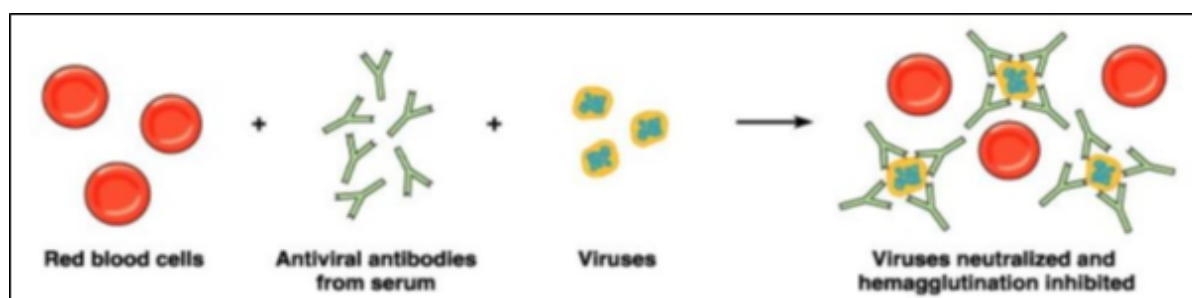 +
+
Red blood cells
Antiviral antibodies
from serum
Viruses
Viruses neutralized and
hemagglutination inhibited